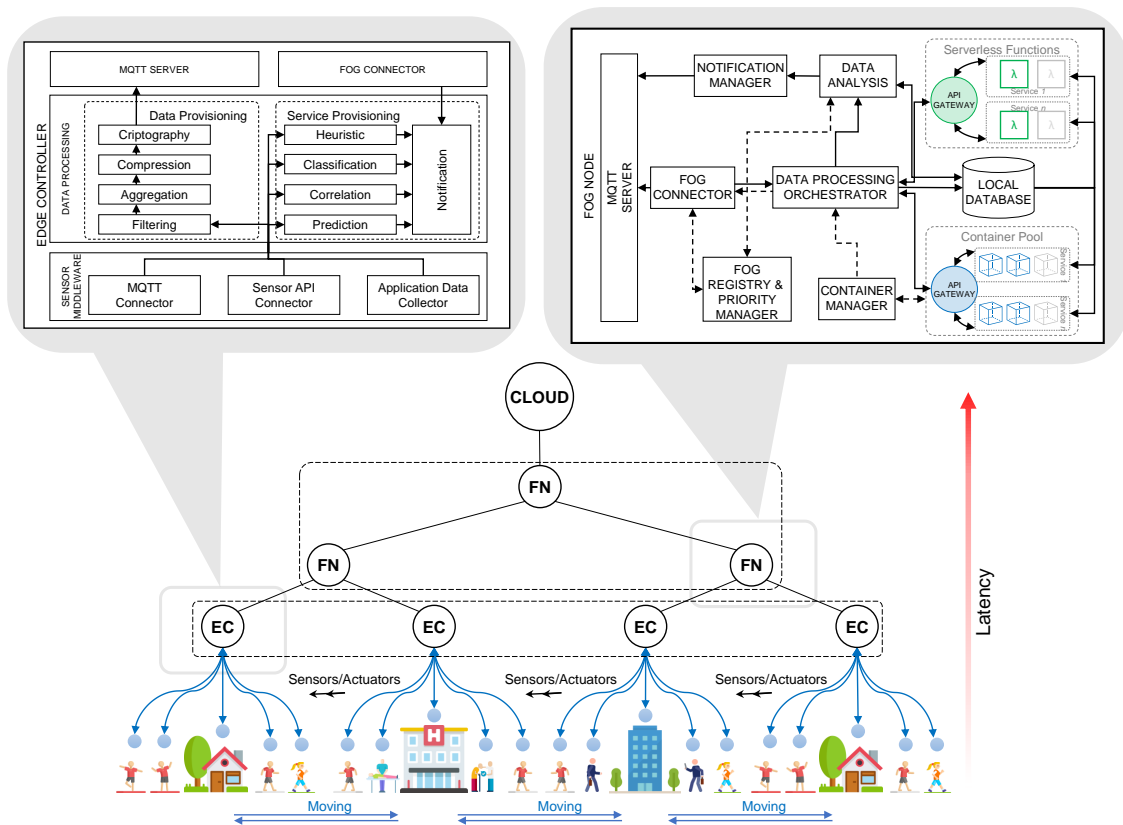 MQTT SERVER
FOG CONNECTOR
EDGE CONTROLLER
DATA PROCESSING
Data Provisioning
Criptography
Compression
Aggregation
Filtering
Service Provisioning
Heuristic
Classification
Correlation
Prediction
Notification
SENSOR
MIDDLEWARE
MQTT
Connector
Sensor API
Connector
Application Data
Collector
FOG NODE
MQTT
SERVER
NOTIFICATION
MANAGER
DATA
ANALYSIS
FOG
CONNECTOR
DATA PROCESSING
ORCHESTRATOR
FOG
REGISTRY &
PRIORITY
MANAGER
CONTAINER
MANAGER
Serverless Functions
API
GATEWAY
λ
λ
Service 1
Service n
λ
λ
LOCAL
DATABASE
Container Pool
API
GATEWAY
Service 1
Service n
CLOUD
FN
FN
FN
EC
EC
EC
EC
Latency
Sensors/Actuators
Sensors/Actuators
Sensors/Actuators
H
Moving
Moving
Moving